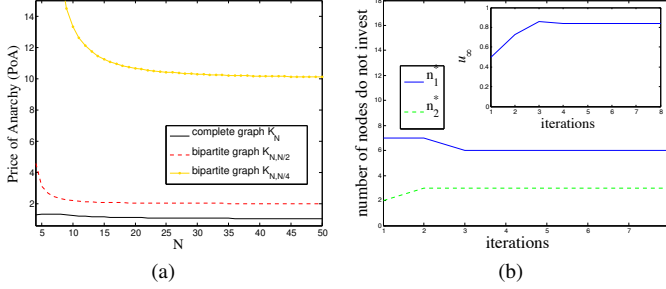 Price of Anarchy (PoA)
14
12
10
8
6
4
2
5 10 15 20 25 30 35 40 45 50
N
complete graph K_N
bipartite graph K_{N,N/2}
bipartite graph K_{N,N/4}
(a)
number of nodes do not invest
18
16
14
12
10
8
6
4
2
0
1 2 3 4 5 6 7
iterations
n_1^*
n_2^*
u_∞
1
0.8
0.6
0.4
0.2
0
1 2 3 4 5 6 7 8
iterations
(b)